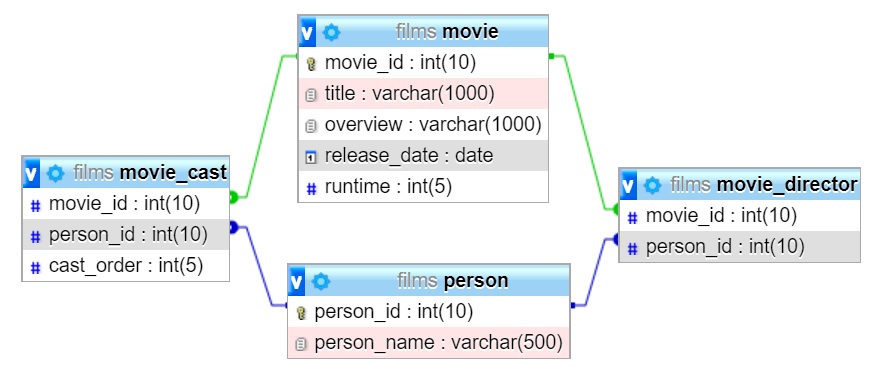 films movie
movie_id : int(10)
title : varchar(1000)
overview : varchar(1000)
release_date : date
runtime : int(5)
films movie_cast
movie_id : int(10)
person_id : int(10)
cast_order : int(5)
films movie_director
movie_id : int(10)
person_id : int(10)
films person
person_id : int(10)
person_name : varchar(500)